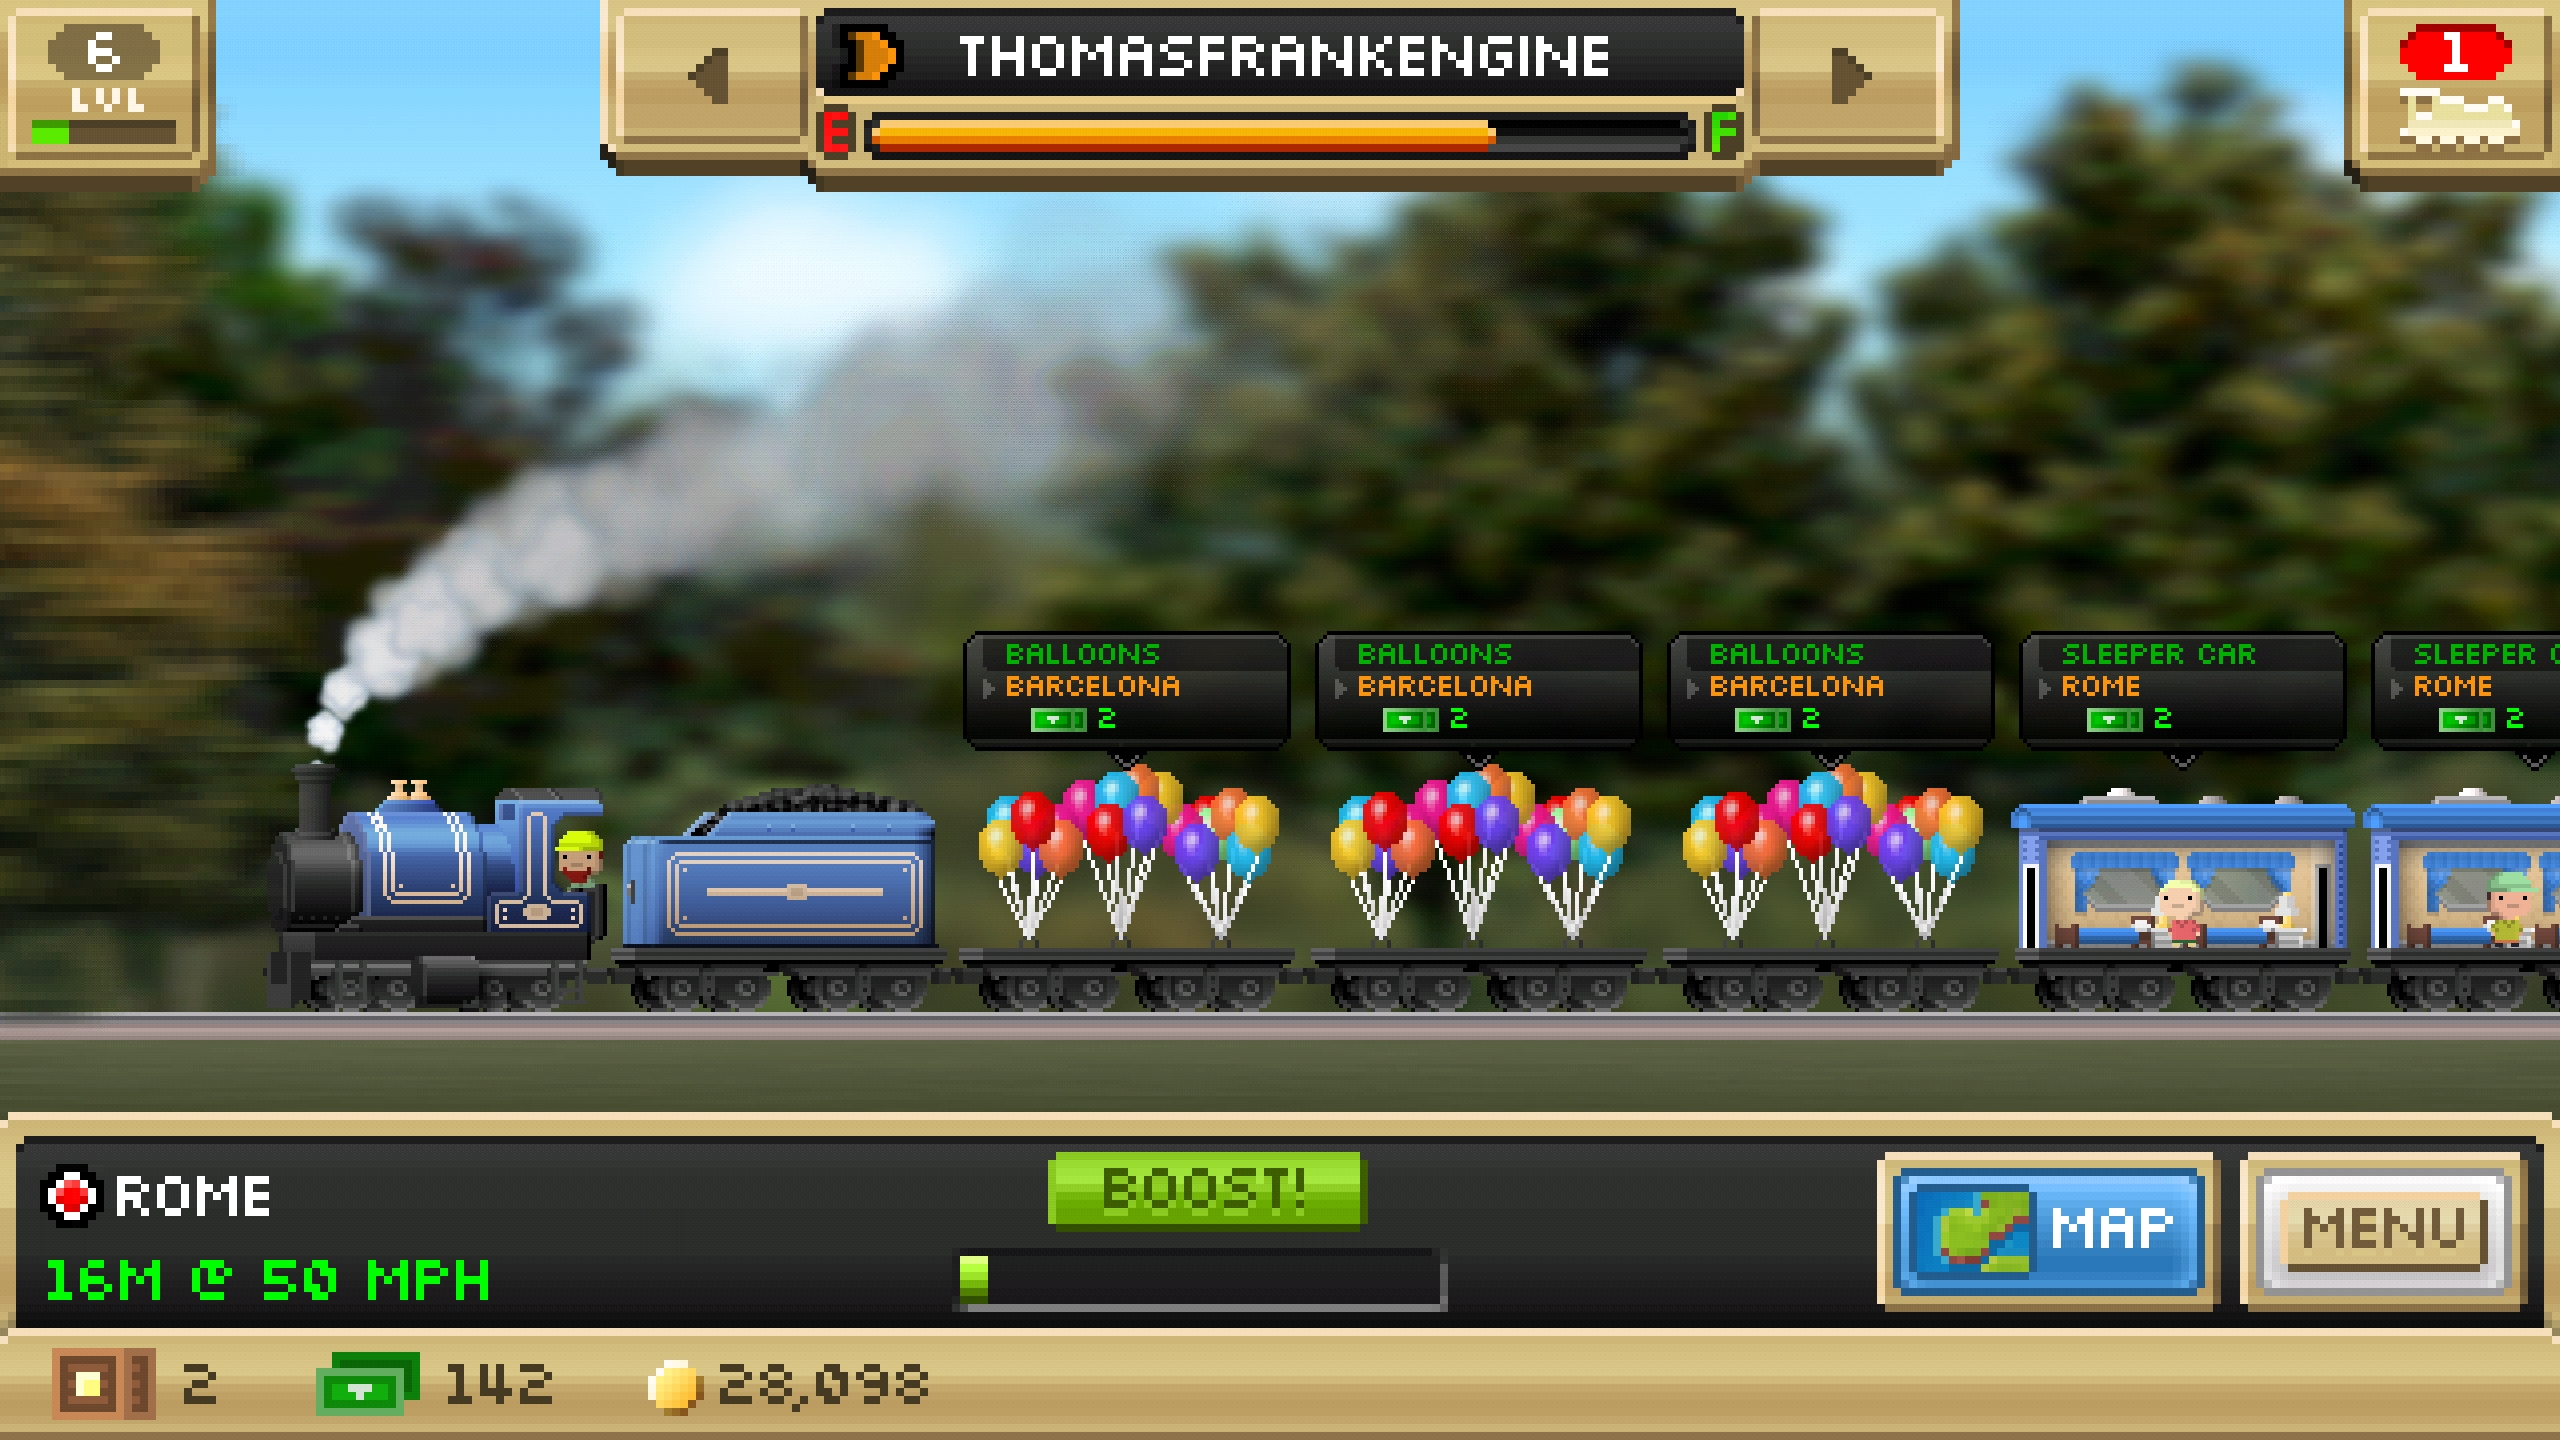 6
LVL
THOMASFRANKENGINE
E F
1
BALLOONS
BARCELONA
2
BALLOONS
BARCELONA
2
BALLOONS
BARCELONA
2
SLEEPER CAR
ROME
2
SLEEPER
ROME
2
ROME
16M @ 50 MPH
BOOST!
MAP
MENU
2 142 28,098